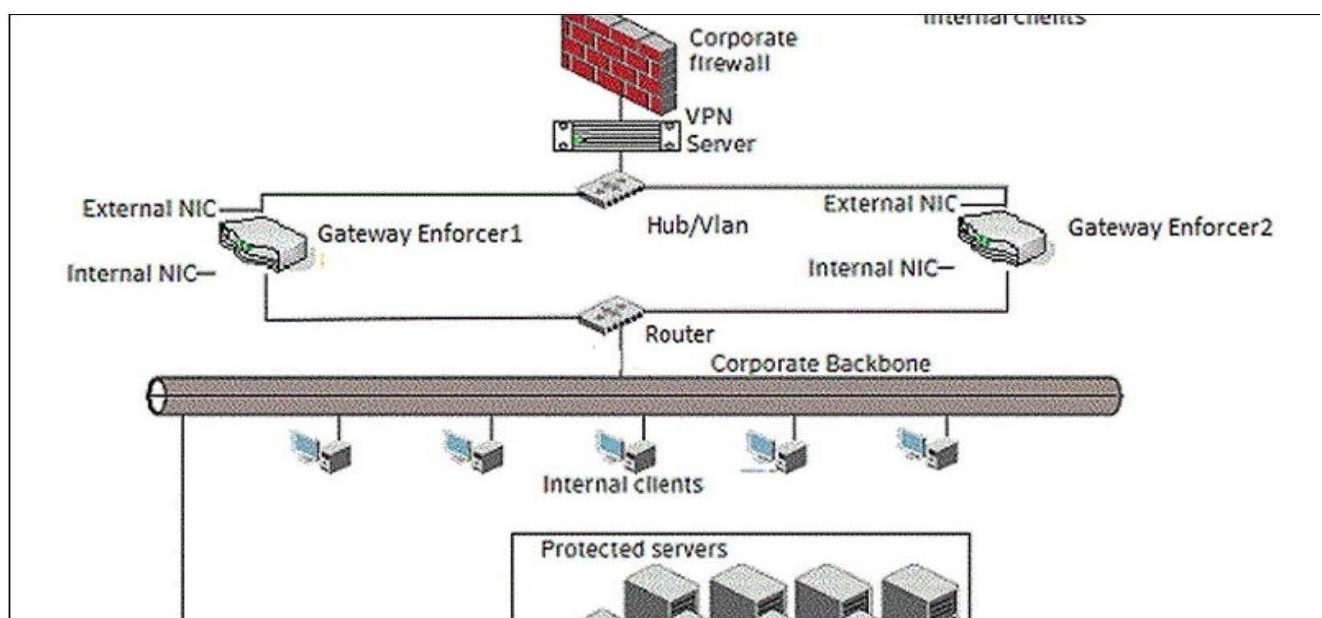 Internal clients
Corporate
firewall
VPN
Server
External NIC
Hub/Vlan
External NIC
Gateway Enforcer1
Gateway Enforcer2
Internal NIC
Internal NIC
Router
Corporate Backbone
Internal clients
Protected servers